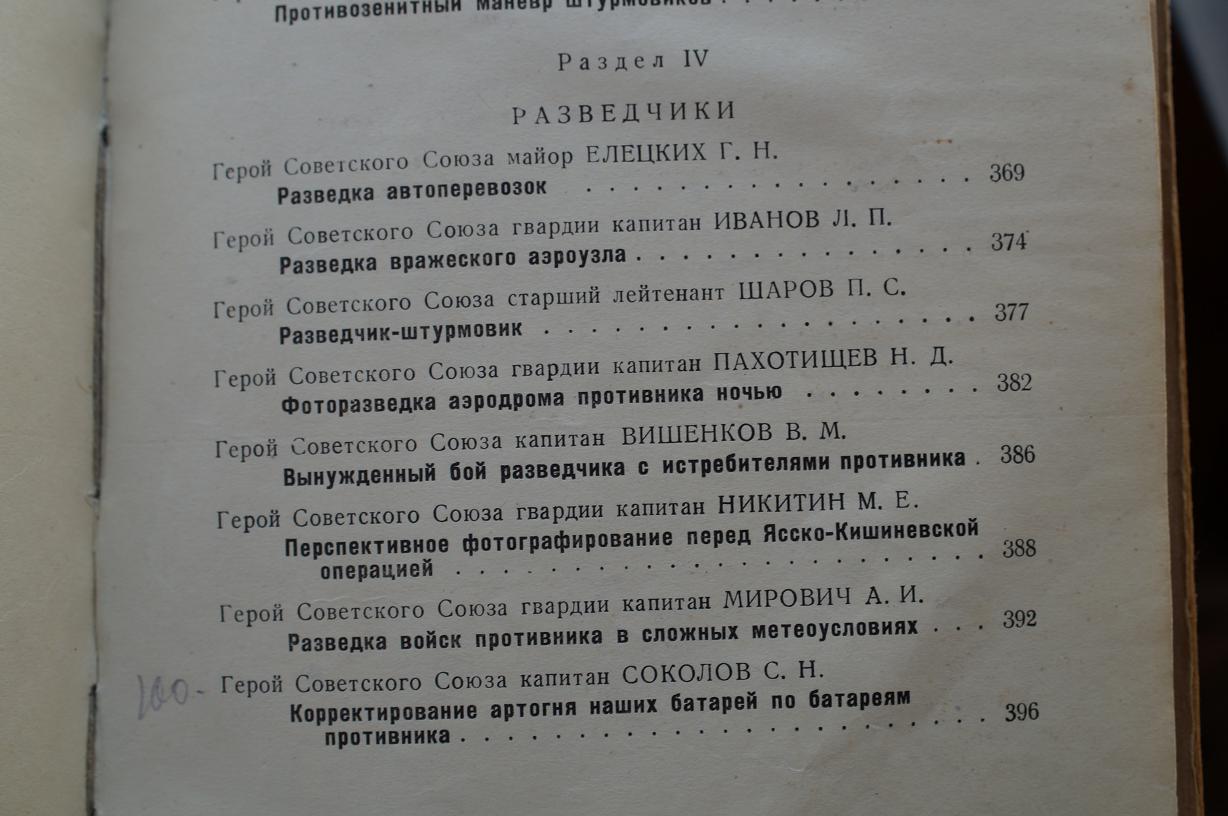 Противозенитный маневр штурмовиков . . . .
Раздел IV
РАЗВЕДЧИКИ
Герой Советского Союза майор ЕЛЕЦКИХ Г. Н.
Разведка автоперевозок . . . . . . . . . . . . . . . . . 369
Герой Советского Союза гвардии капитан ИВАНОВ Л. П.
Разведка вражеского аэроузла . . . . . . . . . . . . . . . 374
Герой Советского Союза старший лейтенант ШАРОВ П. С.
Разведчик-штурмовик . . . . . . . . . . . . . . . . . . . 377
Герой Советского Союза гвардии капитан ПАХОТИЩЕВ Н. Д.
Фоторазведка аэродрома противника ночью . . . . . . . . 382
Герой Советского Союза капитан ВИШЕНКОВ В. М.
Вынужденный бой разведчика с истребителями противника . 386
Герой Советского Союза гвардии капитан НИКИТИН М. Е.
Перспективное фотографирование перед Ясско-Кишиневской
операцией . . . . . . . . . . . . . . . . . . . . . . . 388
Герой Советского Союза гвардии капитан МИРОВИЧ А. И.
Разведка войск противника в сложных метеоусловиях . . . 392
100- Герой Советского Союза капитан СОКОЛОВ С. Н.
Корректирование артогня наших батарей по батареям
противника . . . . . . . . . . . . . . . . . . . . . . . 396